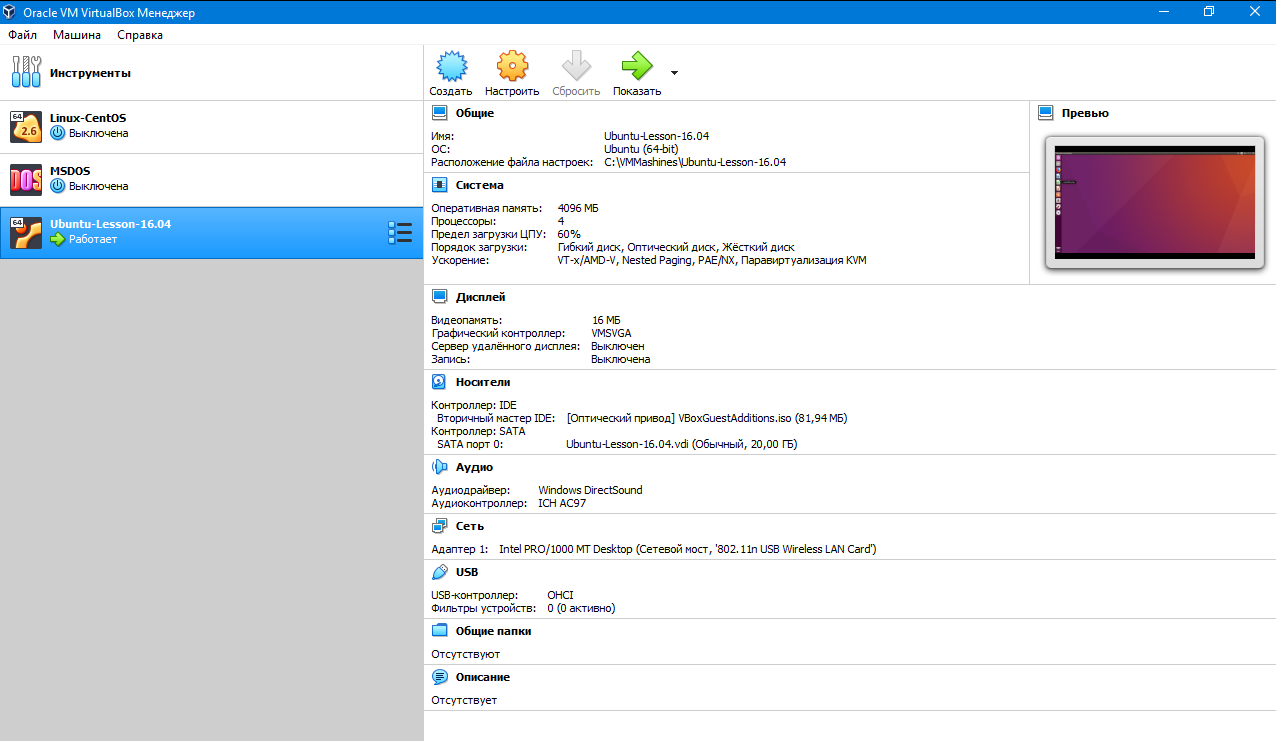 Oracle VM VirtualBox Менеджер
Файл Машина Справка
Инструменты
Создать Настроить Сбросить Показать
64
2.6
Linux-CentOS
Выключена
DOS
MSDOS
Выключена
64
Ubuntu-Lesson-16.04
Работает
Общие
Имя: Ubuntu-Lesson-16.04
ОС: Ubuntu (64-bit)
Расположение файла настроек: C:\VMMashines\Ubuntu-Lesson-16.04
Превью
Система
Оперативная память: 4096 МБ
Процессоры: 4
Предел загрузки ЦПУ: 60%
Порядок загрузки: Гибкий диск, Оптический диск, Жёсткий диск
Ускорение: VT-x/AMD-V, Nested Paging, PAE/NX, Паравиртуализация KVM
Дисплей
Видеопамять: 16 МБ
Графический контроллер: VMSVGA
Сервер удалённого дисплея: Выключен
Запись: Выключена
Носители
Контроллер: IDE
Вторичный мастер IDE: [Оптический привод] VBoxGuestAdditions.iso (81,94 МБ)
Контроллер: SATA
SATA порт 0: Ubuntu-Lesson-16.04.vdi (Обычный, 20,00 ГБ)
Аудио
Аудиодрайвер: Windows DirectSound
Аудиоконтроллер: ICH AC97
Сеть
Адаптер 1: Intel PRO/1000 MT Desktop (Сетевой мост, '802.11n USB Wireless LAN Card')
USB
USB-контроллер: OHCI
Фильтры устройств: 0 (0 активно)
Общие папки
Отсутствуют
Описание
Отсутствует